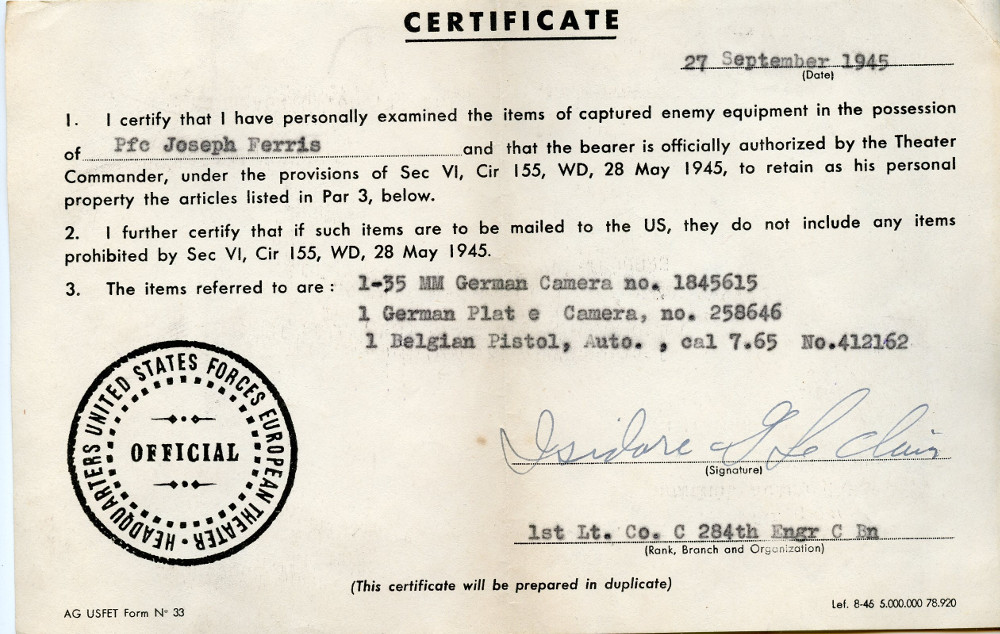 CERTIFICATE
27 September 1945
(Date)
1. I certify that I have personally examined the items of captured enemy equipment in the possession
of Pfc Joseph Ferris and that the bearer is officially authorized by the Theater
Commander, under the provisions of Sec VI, Cir 155, WD, 28 May 1945, to retain as his personal
property the articles listed in Par 3, below.
2. I further certify that if such items are to be mailed to the US, they do not include any items
prohibited by Sec VI, Cir 155, WD, 28 May 1945.
3. The items referred to are : 1-35 MM German Camera no. 1845615
1 German Plat e Camera, no. 258646
1 Belgian Pistol, Auto. , cal 7.65 No.412162
HEADQUARTERS UNITED STATES FORCES EUROPEAN THEATER •
OFFICIAL
Isidore G Le Clair
(Signature)
1st Lt. Co. C 284th Engr C Bn
(Rank, Branch and Organization)
(This certificate will be prepared in duplicate)
AG USFET Form N° 33
Lef. 8-45 5.000.000 78.920